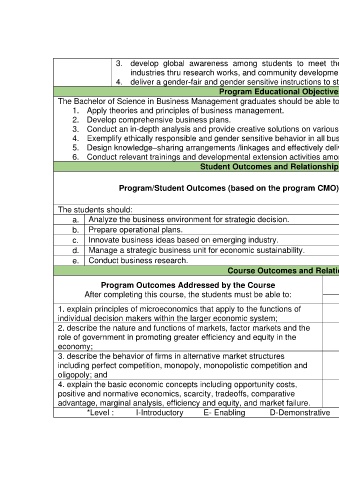 3. develop global awareness among students to meet the
industries thru research works, and community developme
4. deliver a gender-fair and gender sensitive instructions to st
Program Educational Objective
The Bachelor of Science in Business Management graduates should be able to
1. Apply theories and principles of business management.
2. Develop comprehensive business plans.
3. Conduct an in-depth analysis and provide creative solutions on various
4. Exemplify ethically responsible and gender sensitive behavior in all bus
5. Design knowledge–sharing arrangements /linkages and effectively deliv
6. Conduct relevant trainings and developmental extension activities amo
Student Outcomes and Relationship
Program/Student Outcomes (based on the program CMO)
The students should:
a. Analyze the business environment for strategic decision.
b. Prepare operational plans.
c. Innovate business ideas based on emerging industry.
d. Manage a strategic business unit for economic sustainability.
e. Conduct business research.
Course Outcomes and Relatio
Program Outcomes Addressed by the Course
After completing this course, the students must be able to:
1. explain principles of microeconomics that apply to the functions of
individual decision makers within the larger economic system;
2. describe the nature and functions of markets, factor markets and the
role of government in promoting greater efficiency and equity in the
economy;
3. describe the behavior of firms in alternative market structures
including perfect competition, monopoly, monopolistic competition and
oligopoly; and
4. explain the basic economic concepts including opportunity costs,
positive and normative economics, scarcity, tradeoffs, comparative
advantage, marginal analysis, efficiency and equity, and market failure.
*Level : I-Introductory E- Enabling D-Demonstrative